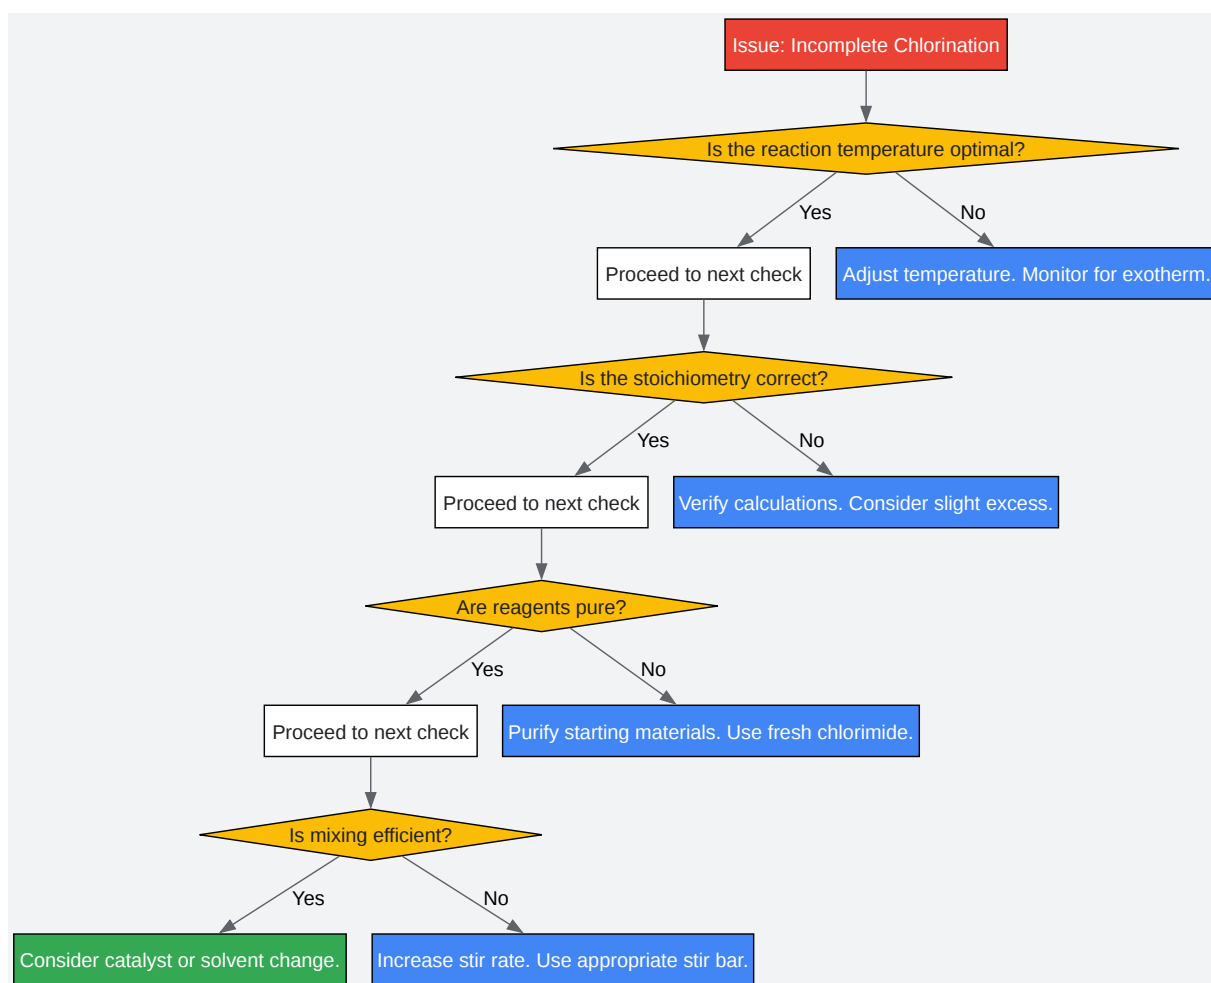 Issue: Incomplete Chlorination
Is the reaction temperature optimal?
Yes
No
Proceed to next check
Adjust temperature. Monitor for exotherm.
Is the stoichiometry correct?
Yes
No
Proceed to next check
Verify calculations. Consider slight excess.
Are reagents pure?
Yes
No
Proceed to next check
Purify starting materials. Use fresh chlorimide.
Is mixing efficient?
Yes
No
Consider catalyst or solvent change.
Increase stir rate. Use appropriate stir bar.